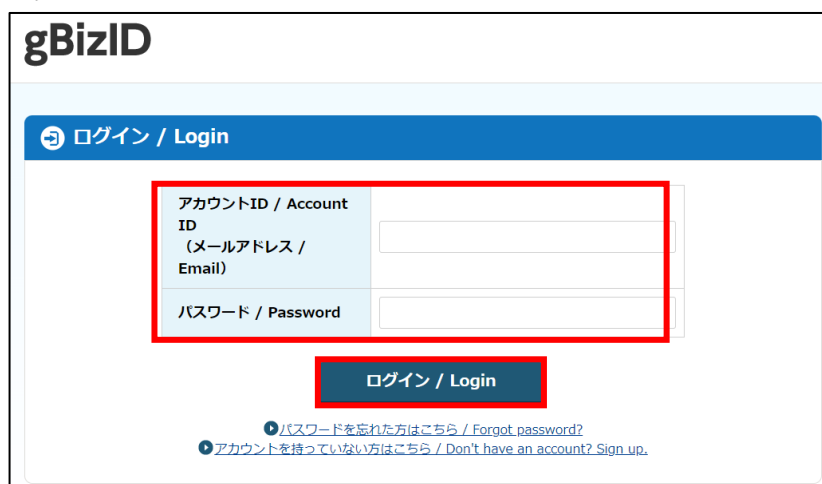 gBizID
ログイン / Login
アカウントID / Account
ID
（メールアドレス /
Email）
パスワード / Password
ログイン / Login
パスワードを忘れた方はこちら / Forgot password?
アカウントを持っていない方はこちら / Don't have an account? Sign up.